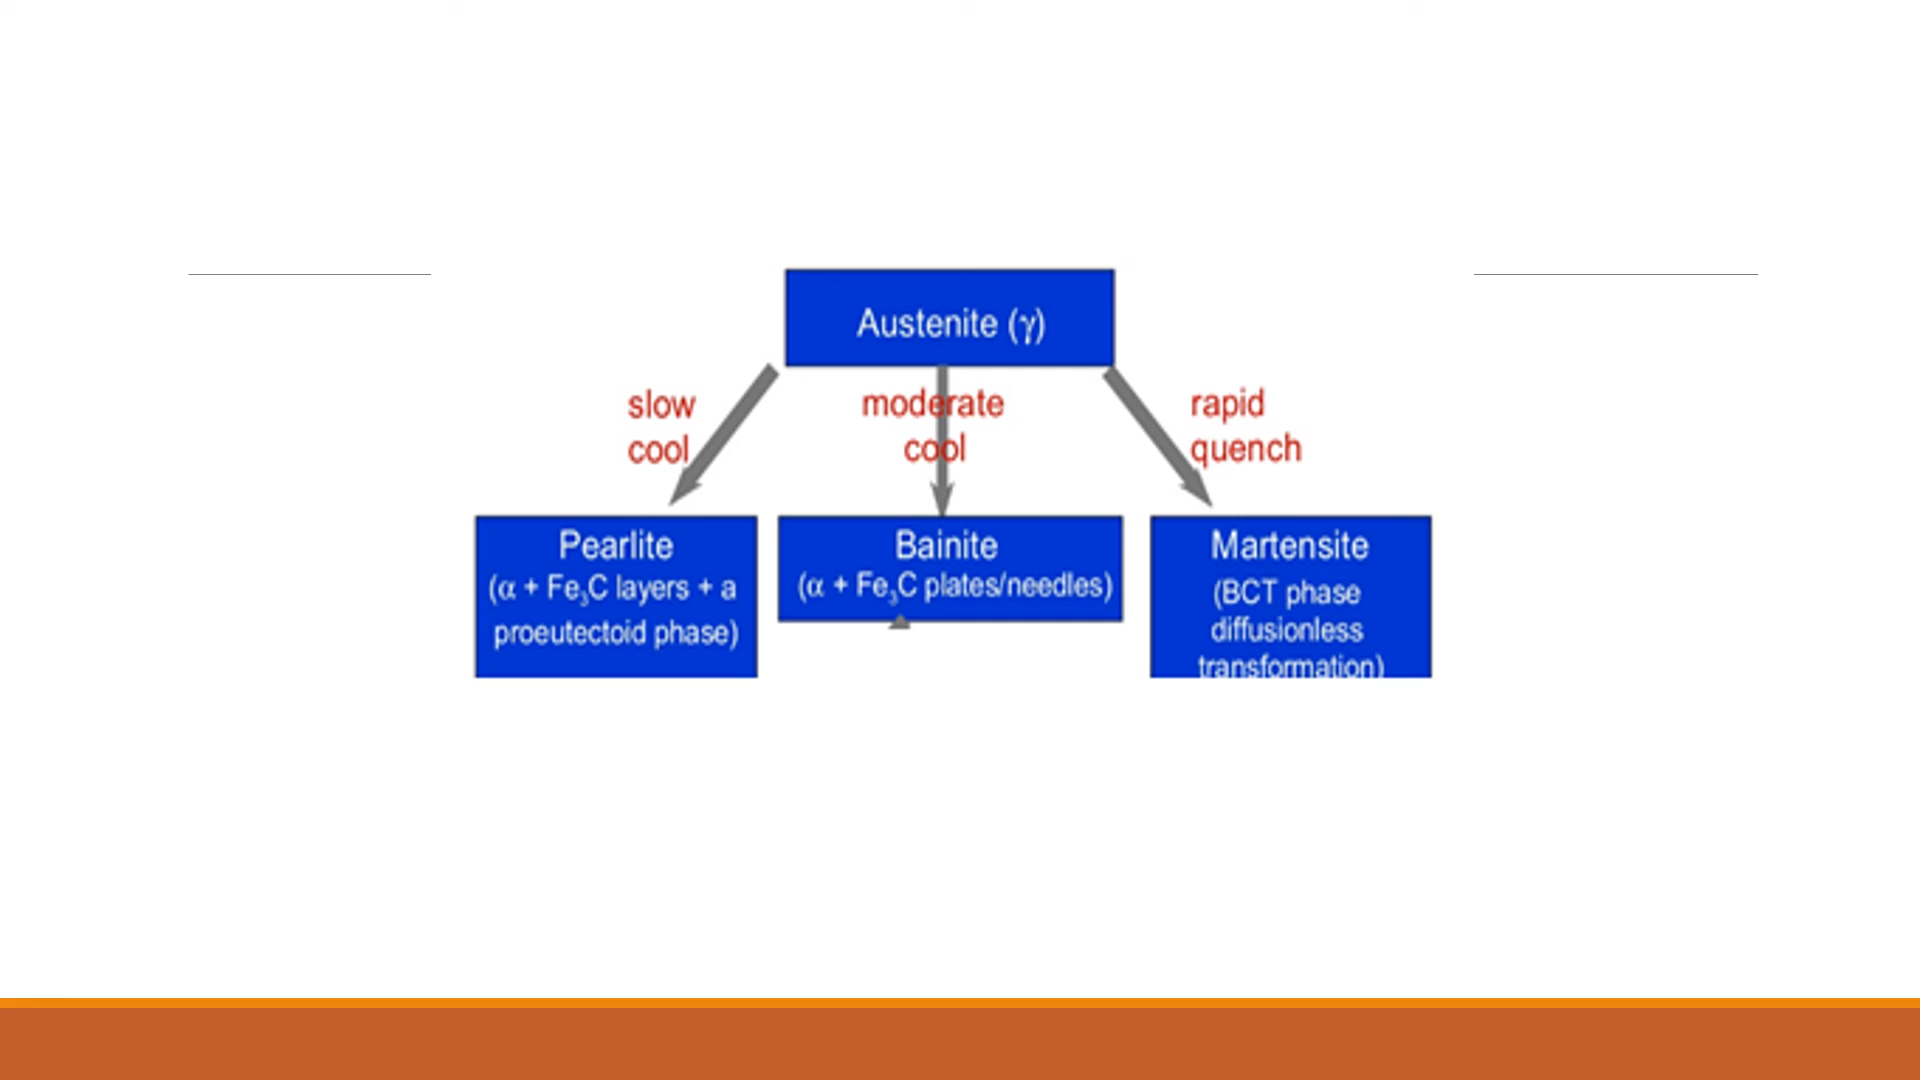 Austenite (γ)
slow
cool
moderate
cool
rapid
quench
Pearlite
(α + Fe₃C layers + a
proeutectoid phase)
Bainite
(α + Fe₃C plates/needles)
Martensite
(BCT phase
diffusionless
transformation)